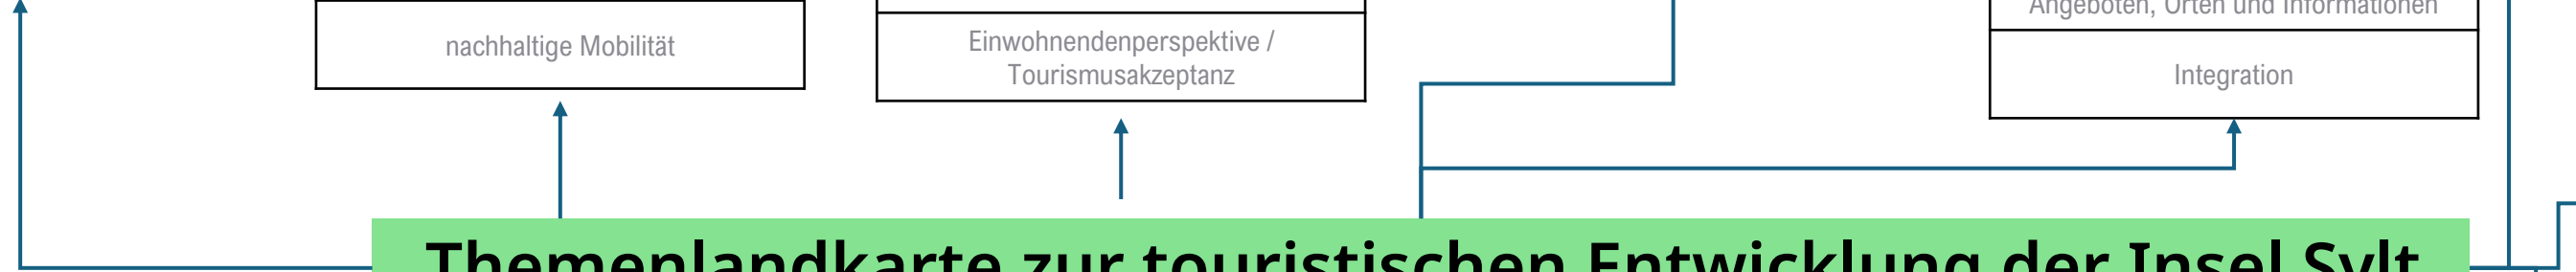 Angeboten, Orten und Informationen
nachhaltige Mobilität
Einwohnendenperspektive /
Tourismusakzeptanz
Integration
Themenlandkarte zur touristischen Entwicklung der Insel Sylt